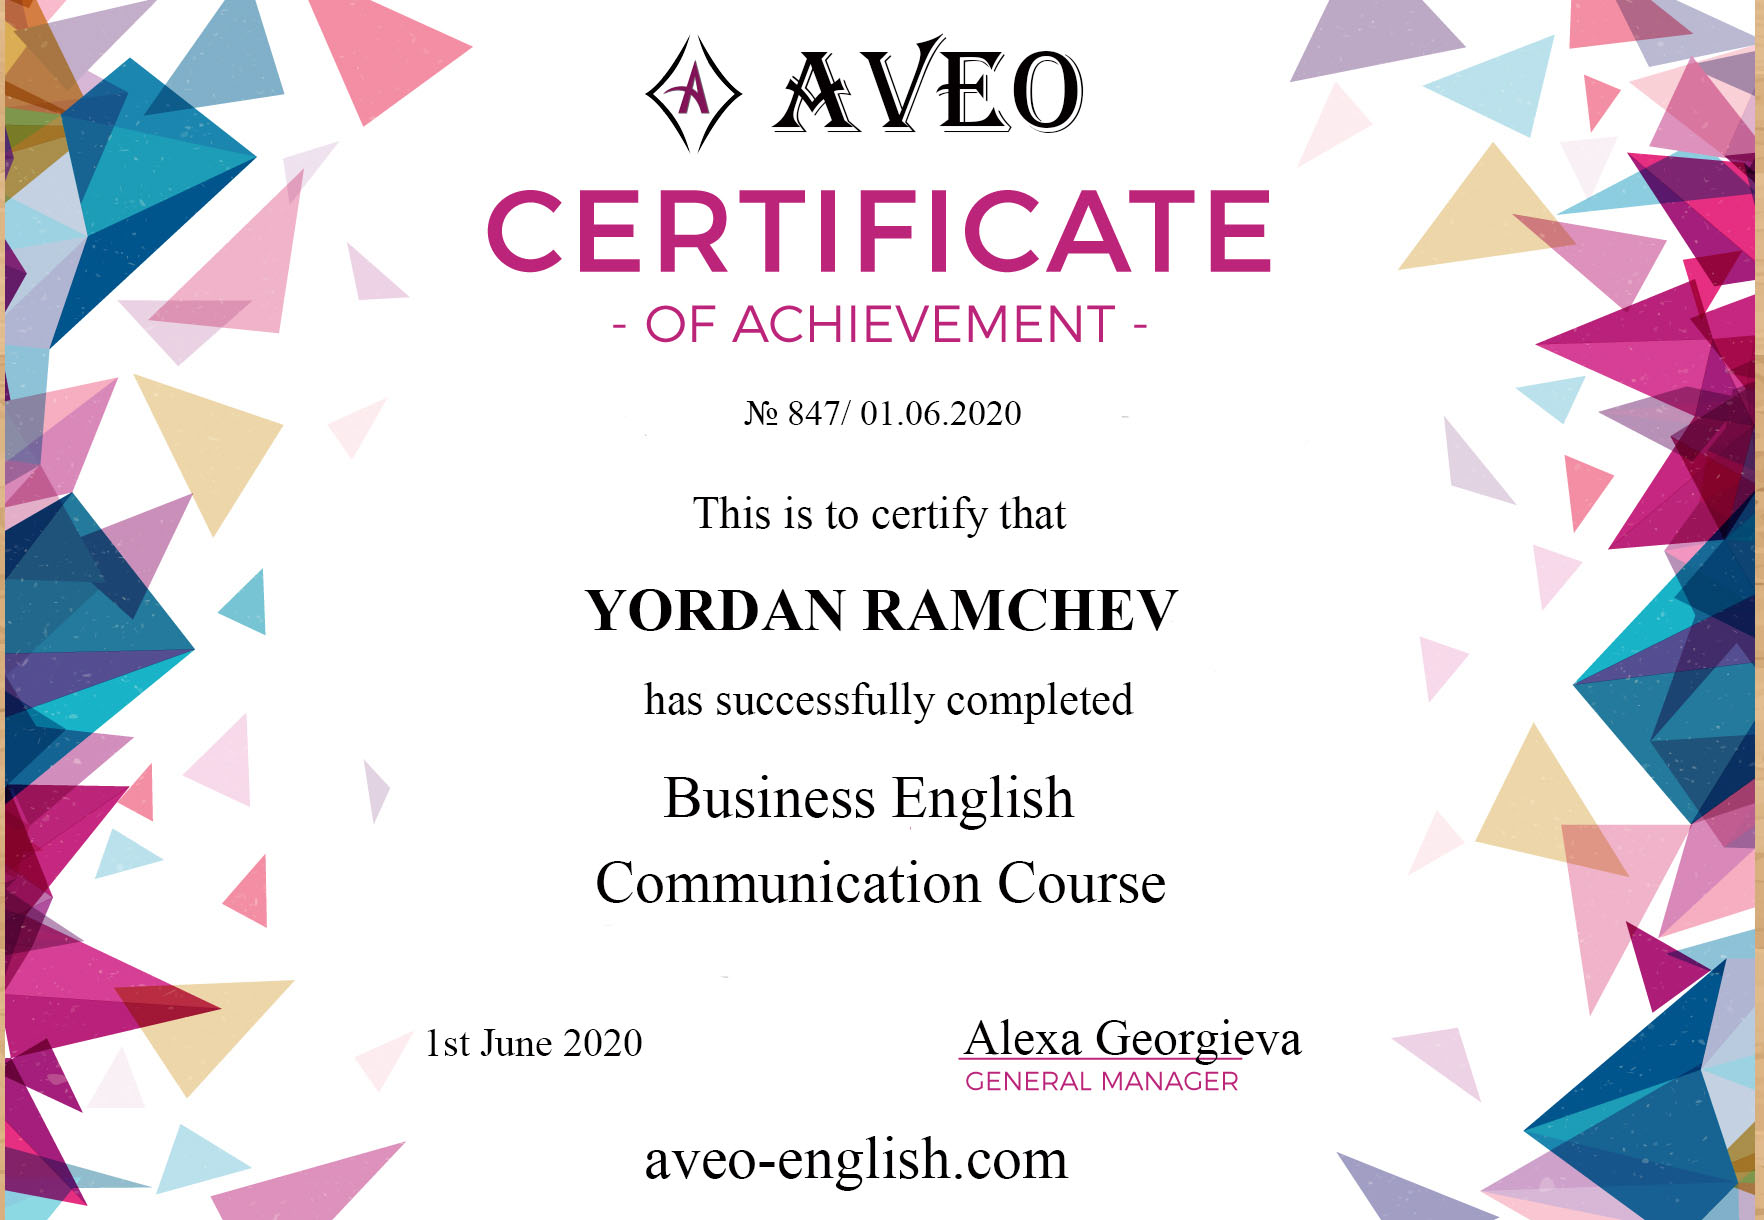 A AVEO
CERTIFICATE
- OF ACHIEVEMENT -
№ 847/ 01.06.2020
This is to certify that
YORDAN RAMCHEV
has successfully completed
Business English
Communication Course
1st June 2020
Alexa Georgieva
GENERAL MANAGER
aveo-english.com